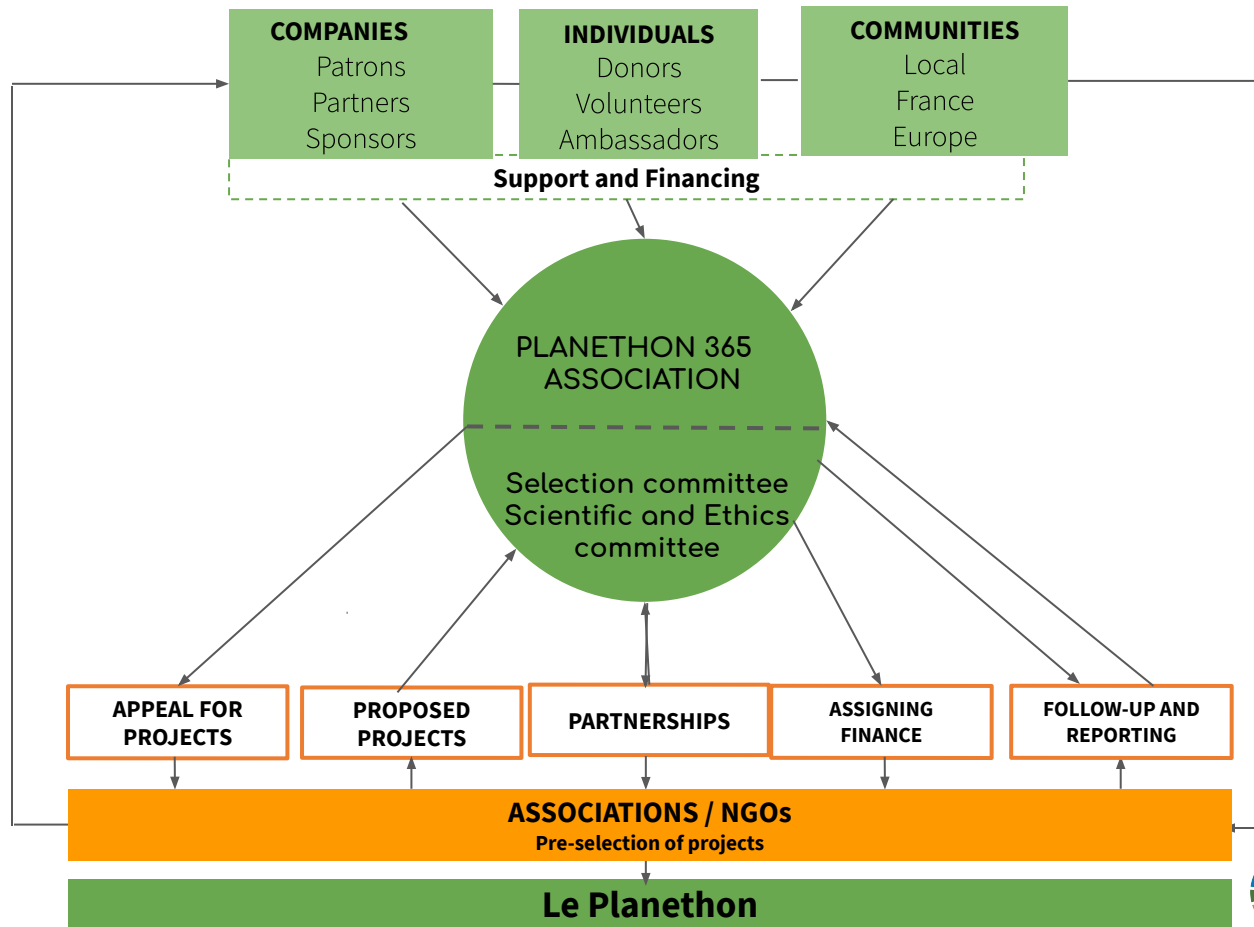 COMPANIES
Patrons
Partners
Sponsors
INDIVIDUALS
Donors
Volunteers
Ambassadors
COMMUNITIES
Local
France
Europe
Support and Financing
PLANETHON 365
ASSOCIATION
Selection committee
Scientific and Ethics
committee
APPEAL FOR
PROJECTS
PROPOSED
PROJECTS
PARTNERSHIPS
ASSIGNING
FINANCE
FOLLOW-UP AND
REPORTING
ASSOCIATIONS / NGOs
Pre-selection of projects
Le Planethon